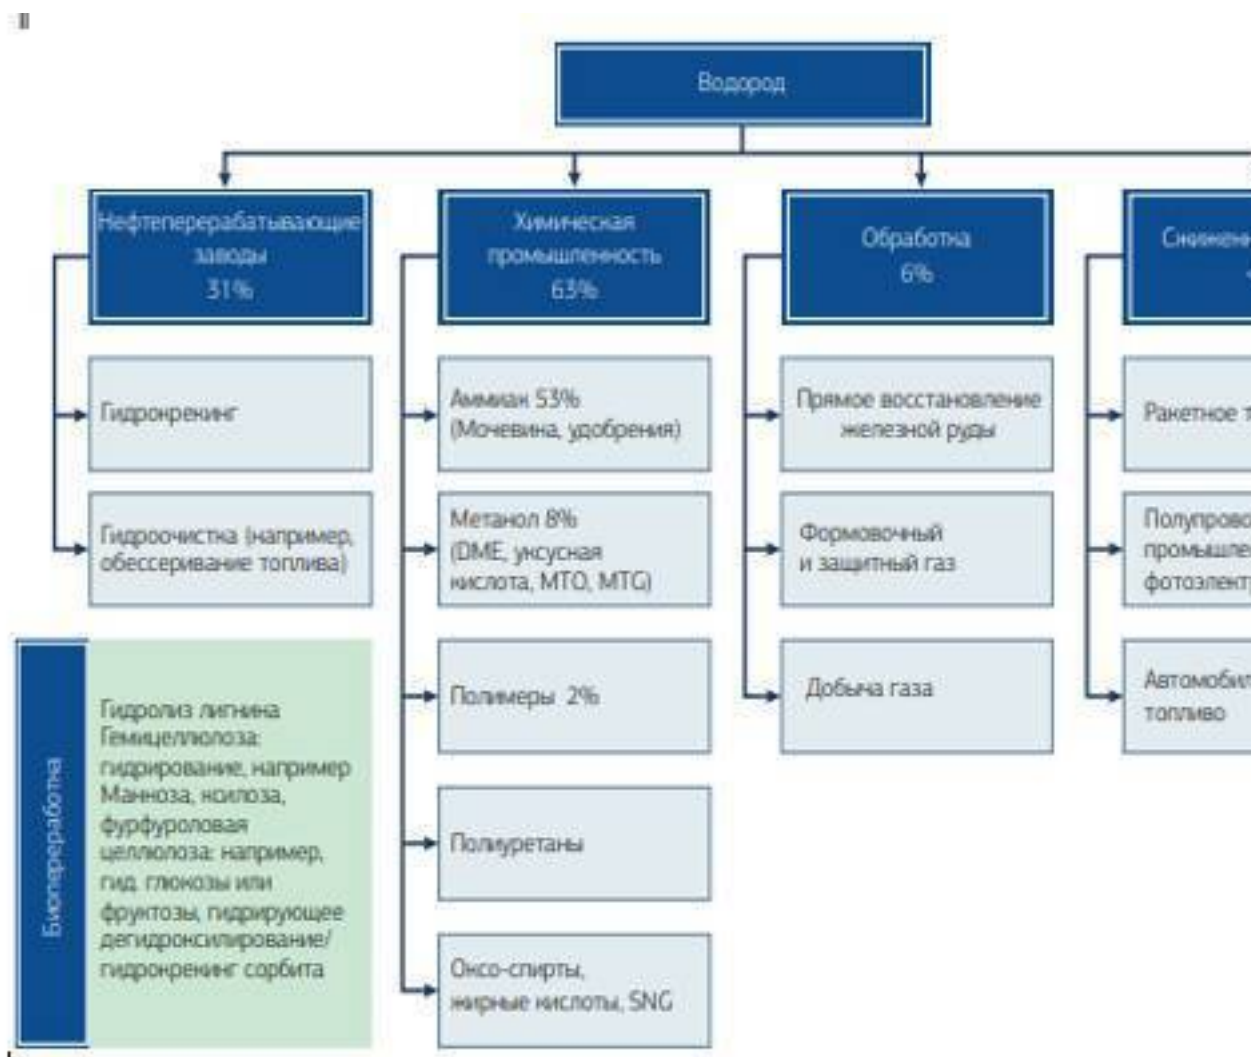 Водород
Нефтеперерабатывающие
заводы
31%
Химическая
промышленность
63%
Обработка
6%
Гидрокрекинг
Гидроочистка (например,
обессеривание топлива)
Аммиак 53%
(Мочевина, удобрения)
Метанол 8%
(DME, уксусная
кислота, МТО, MTG)
Полимеры 2%
Полиуретаны
Оксо-спирты,
жирные кислоты, SNG
Прямое восстановление
железной руды
Формовочный
и защитный газ
Добыча газа
Ракетное
топливо
Биопереработка
Гидролиз лигнина
Гемицеллюлоза:
гидрирование, например
Манноза, ксилоза,
фурфуроловая
целлюлоза: например,
гид. глюкозы или
фруктозы, гидрирующее
дегидроксилирование/
гидрокрекинг сорбита